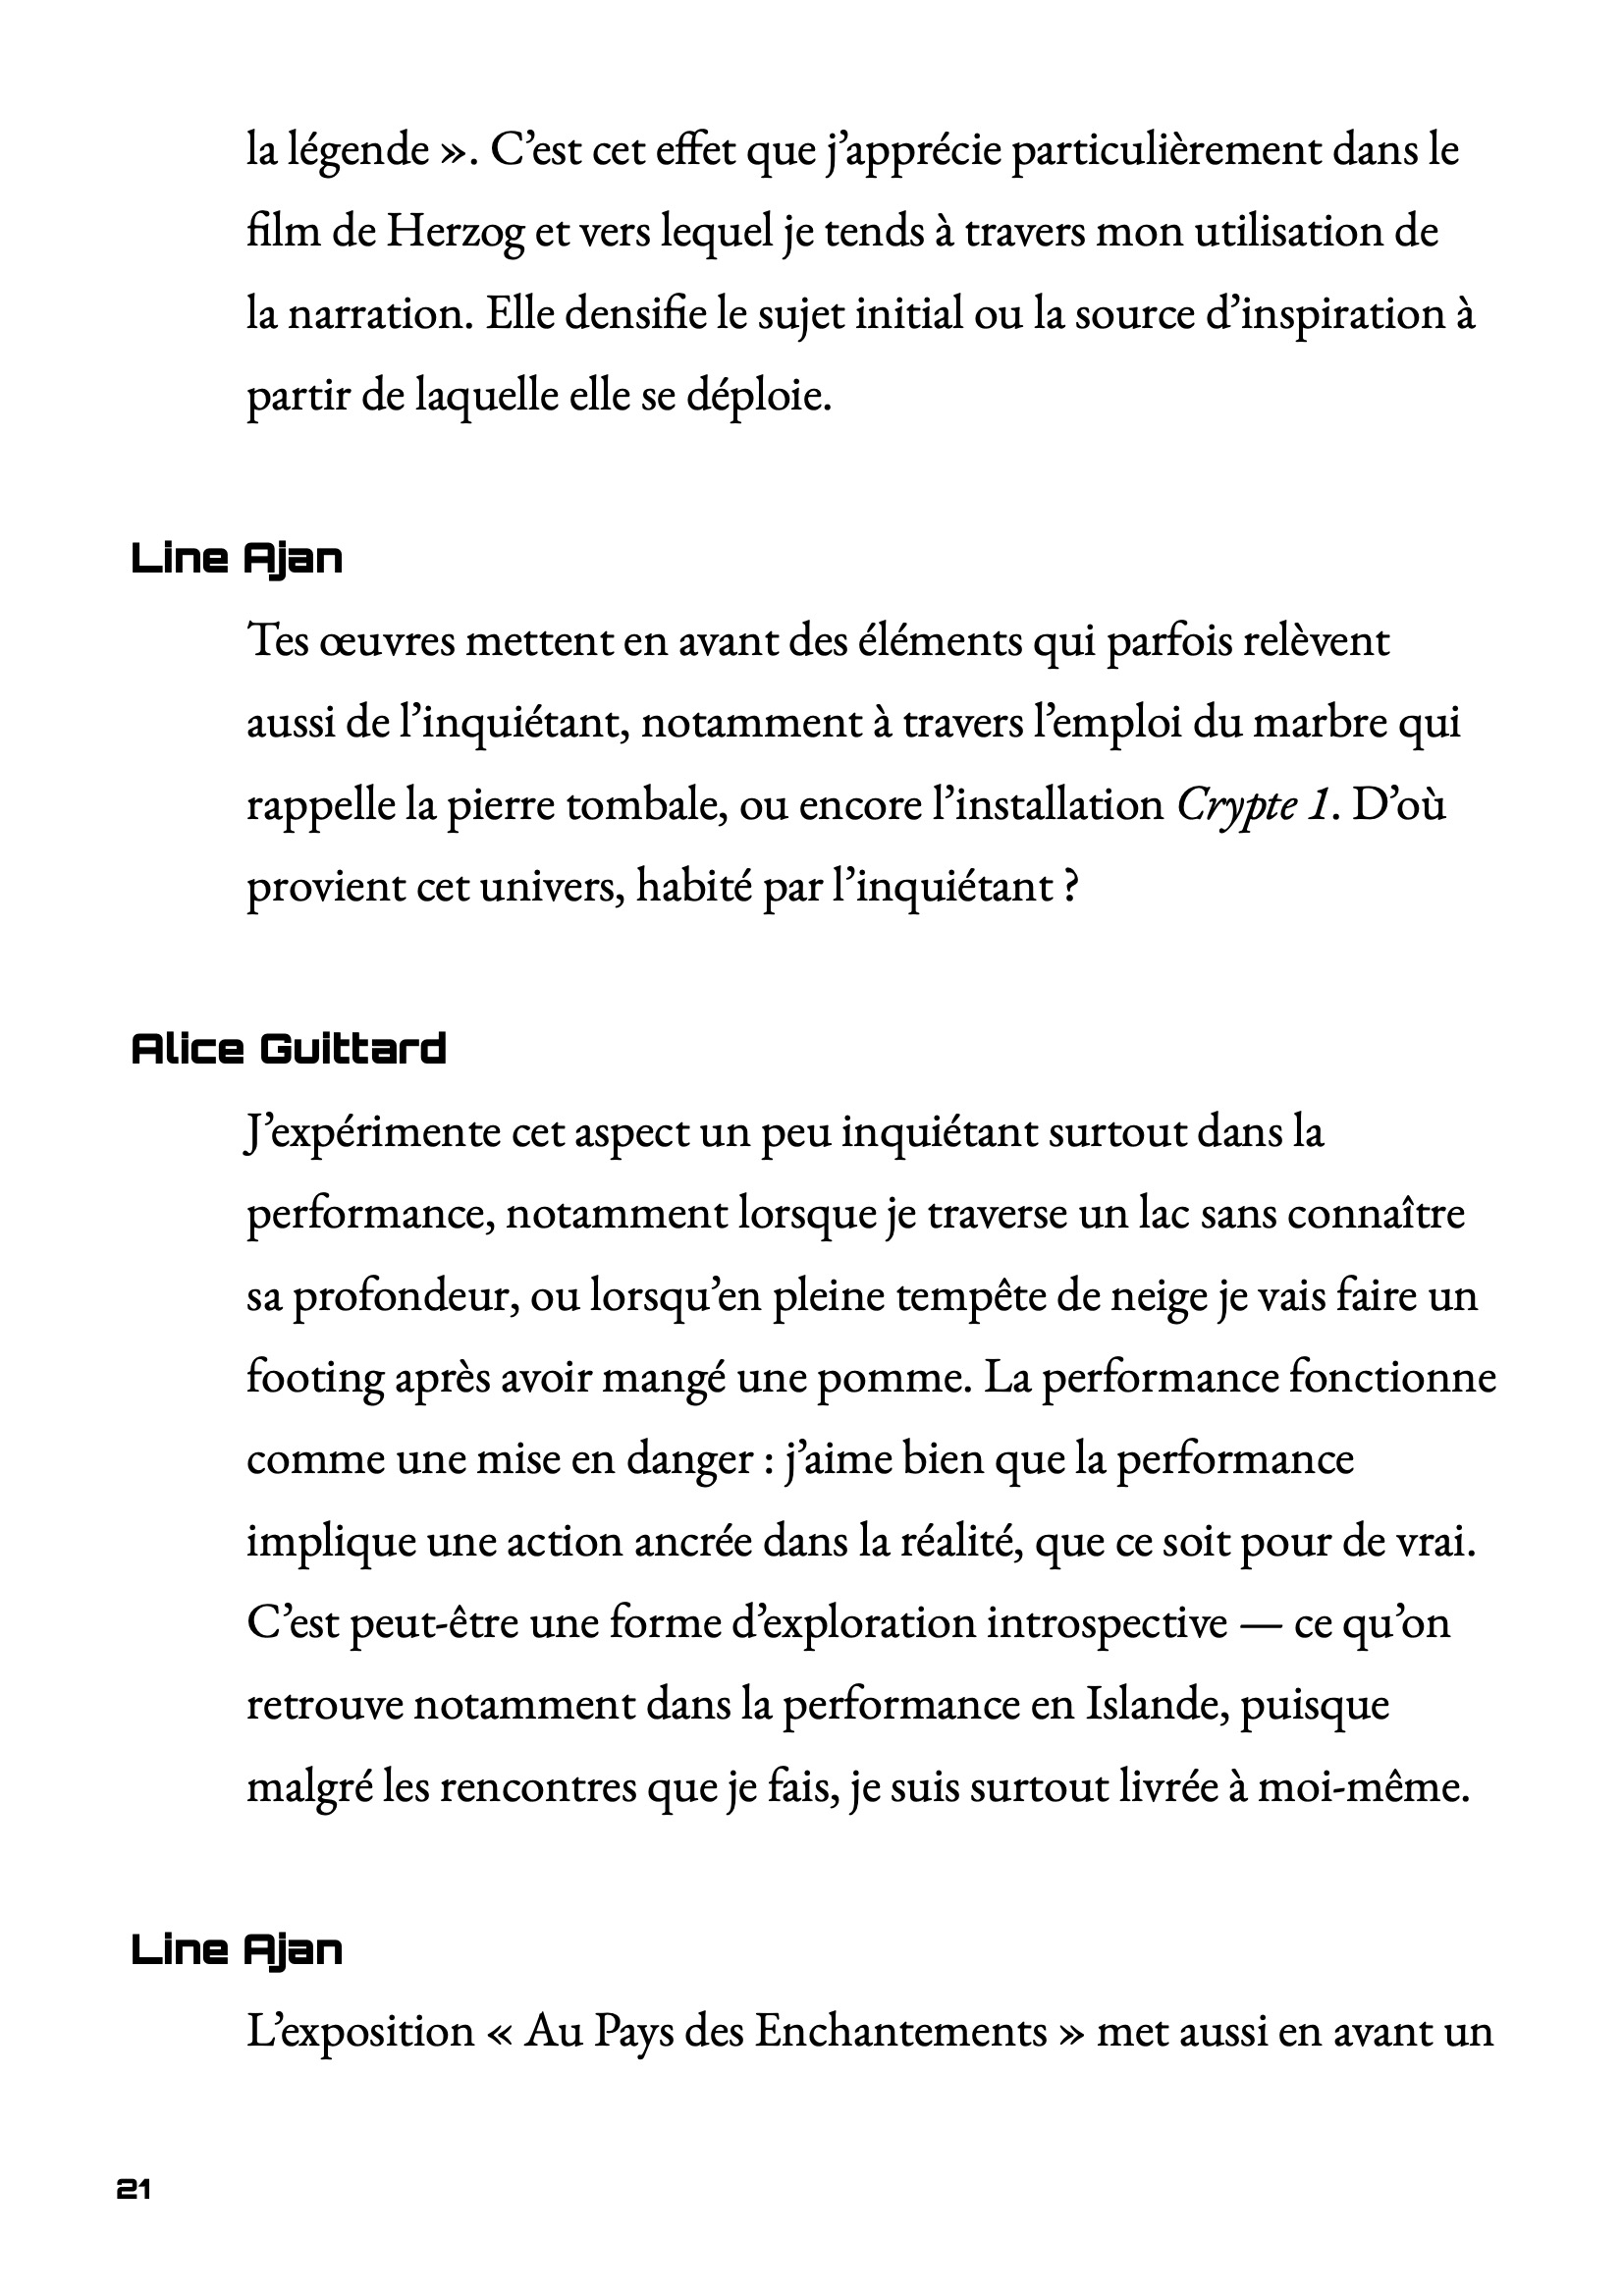 la légende ». C’est cet effet que j’apprécie particulièrement dans le
film de Herzog et vers lequel je tends à travers mon utilisation de
la narration. Elle densifie le sujet initial ou la source d’inspiration à
partir de laquelle elle se déploie.
Line Ajan
Tes œuvres mettent en avant des éléments qui parfois relèvent
aussi de l’inquiétant, notamment à travers l’emploi du marbre qui
rappelle la pierre tombale, ou encore l’installation Crypte 1. D’où
provient cet univers, habité par l’inquiétant ?
Alice Guittard
J’expérimente cet aspect un peu inquiétant surtout dans la
performance, notamment lorsque je traverse un lac sans connaître
sa profondeur, ou lorsqu’en pleine tempête de neige je vais faire un
footing après avoir mangé une pomme. La performance fonctionne
comme une mise en danger : j’aime bien que la performance
implique une action ancrée dans la réalité, que ce soit pour de vrai.
C’est peut-être une forme d’exploration introspective — ce qu’on
retrouve notamment dans la performance en Islande, puisque
malgré les rencontres que je fais, je suis surtout livrée à moi-même.
Line Ajan
L’exposition « Au Pays des Enchantements » met aussi en avant un
21